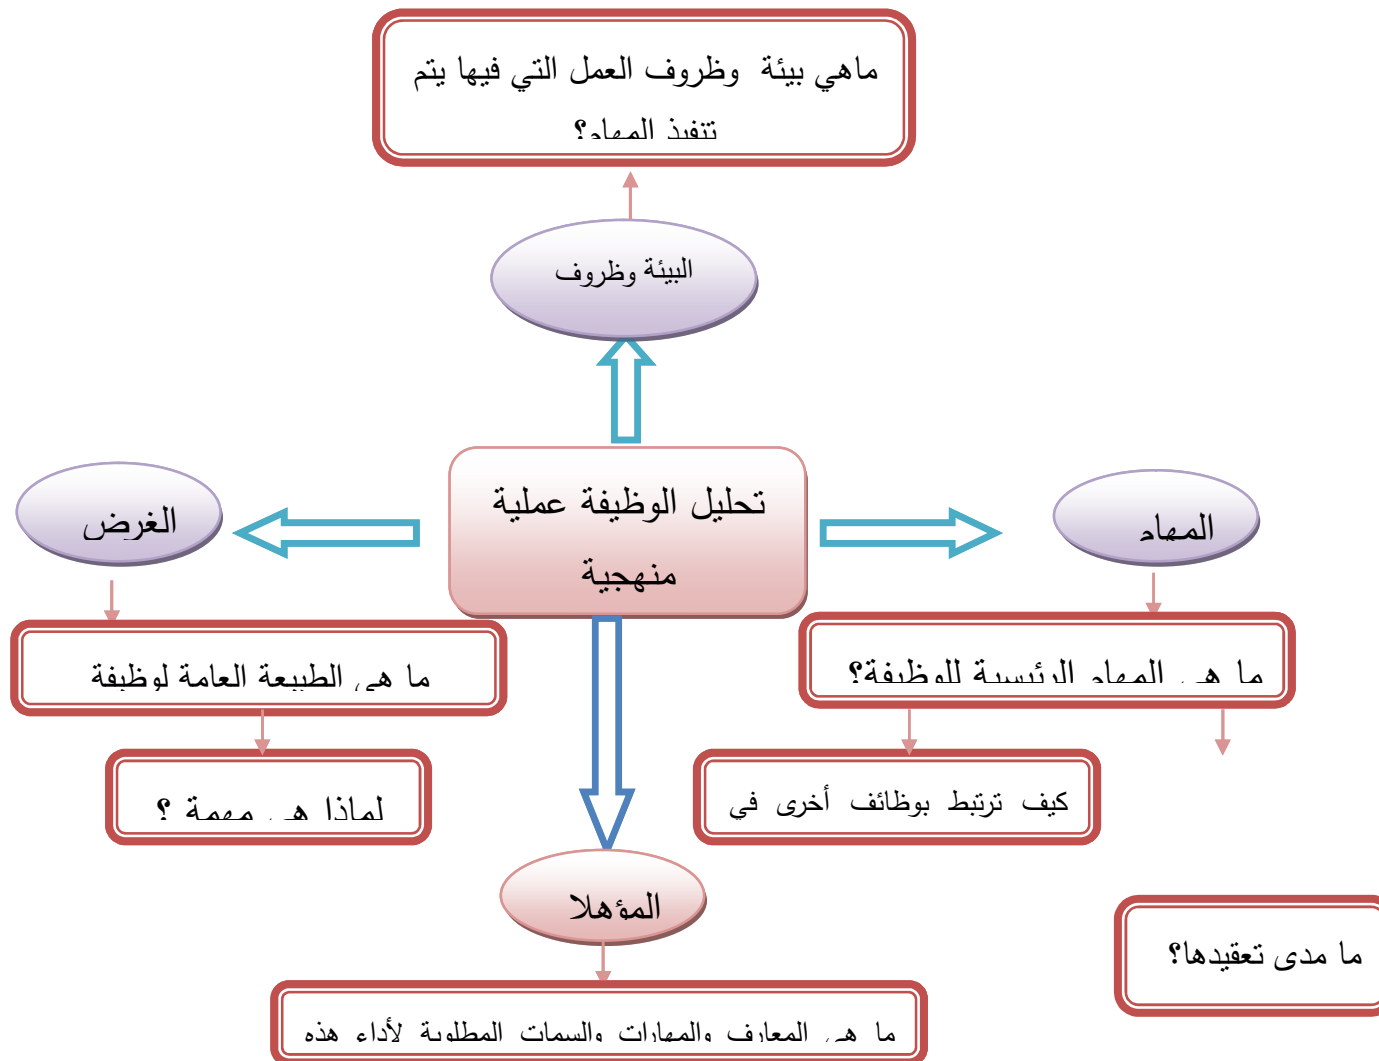 ماهي بيئة وظروف العمل التي فيها يتم
تنفيذ المهام؟
البيئة وظروف
تحليل الوظيفة عملية
منهجية
المهام
الغرض
ما هي المهام الرئيسية للوظيفة؟
ما هي الطبيعة العامة لوظيفة
كيف ترتبط بوظائف أخرى في
لماذا هي مهمة ؟
المؤهلا
ما مدى تعقيدها؟
ما هي المعارف والمهارات والسمات المطلوبة لأداء هذه